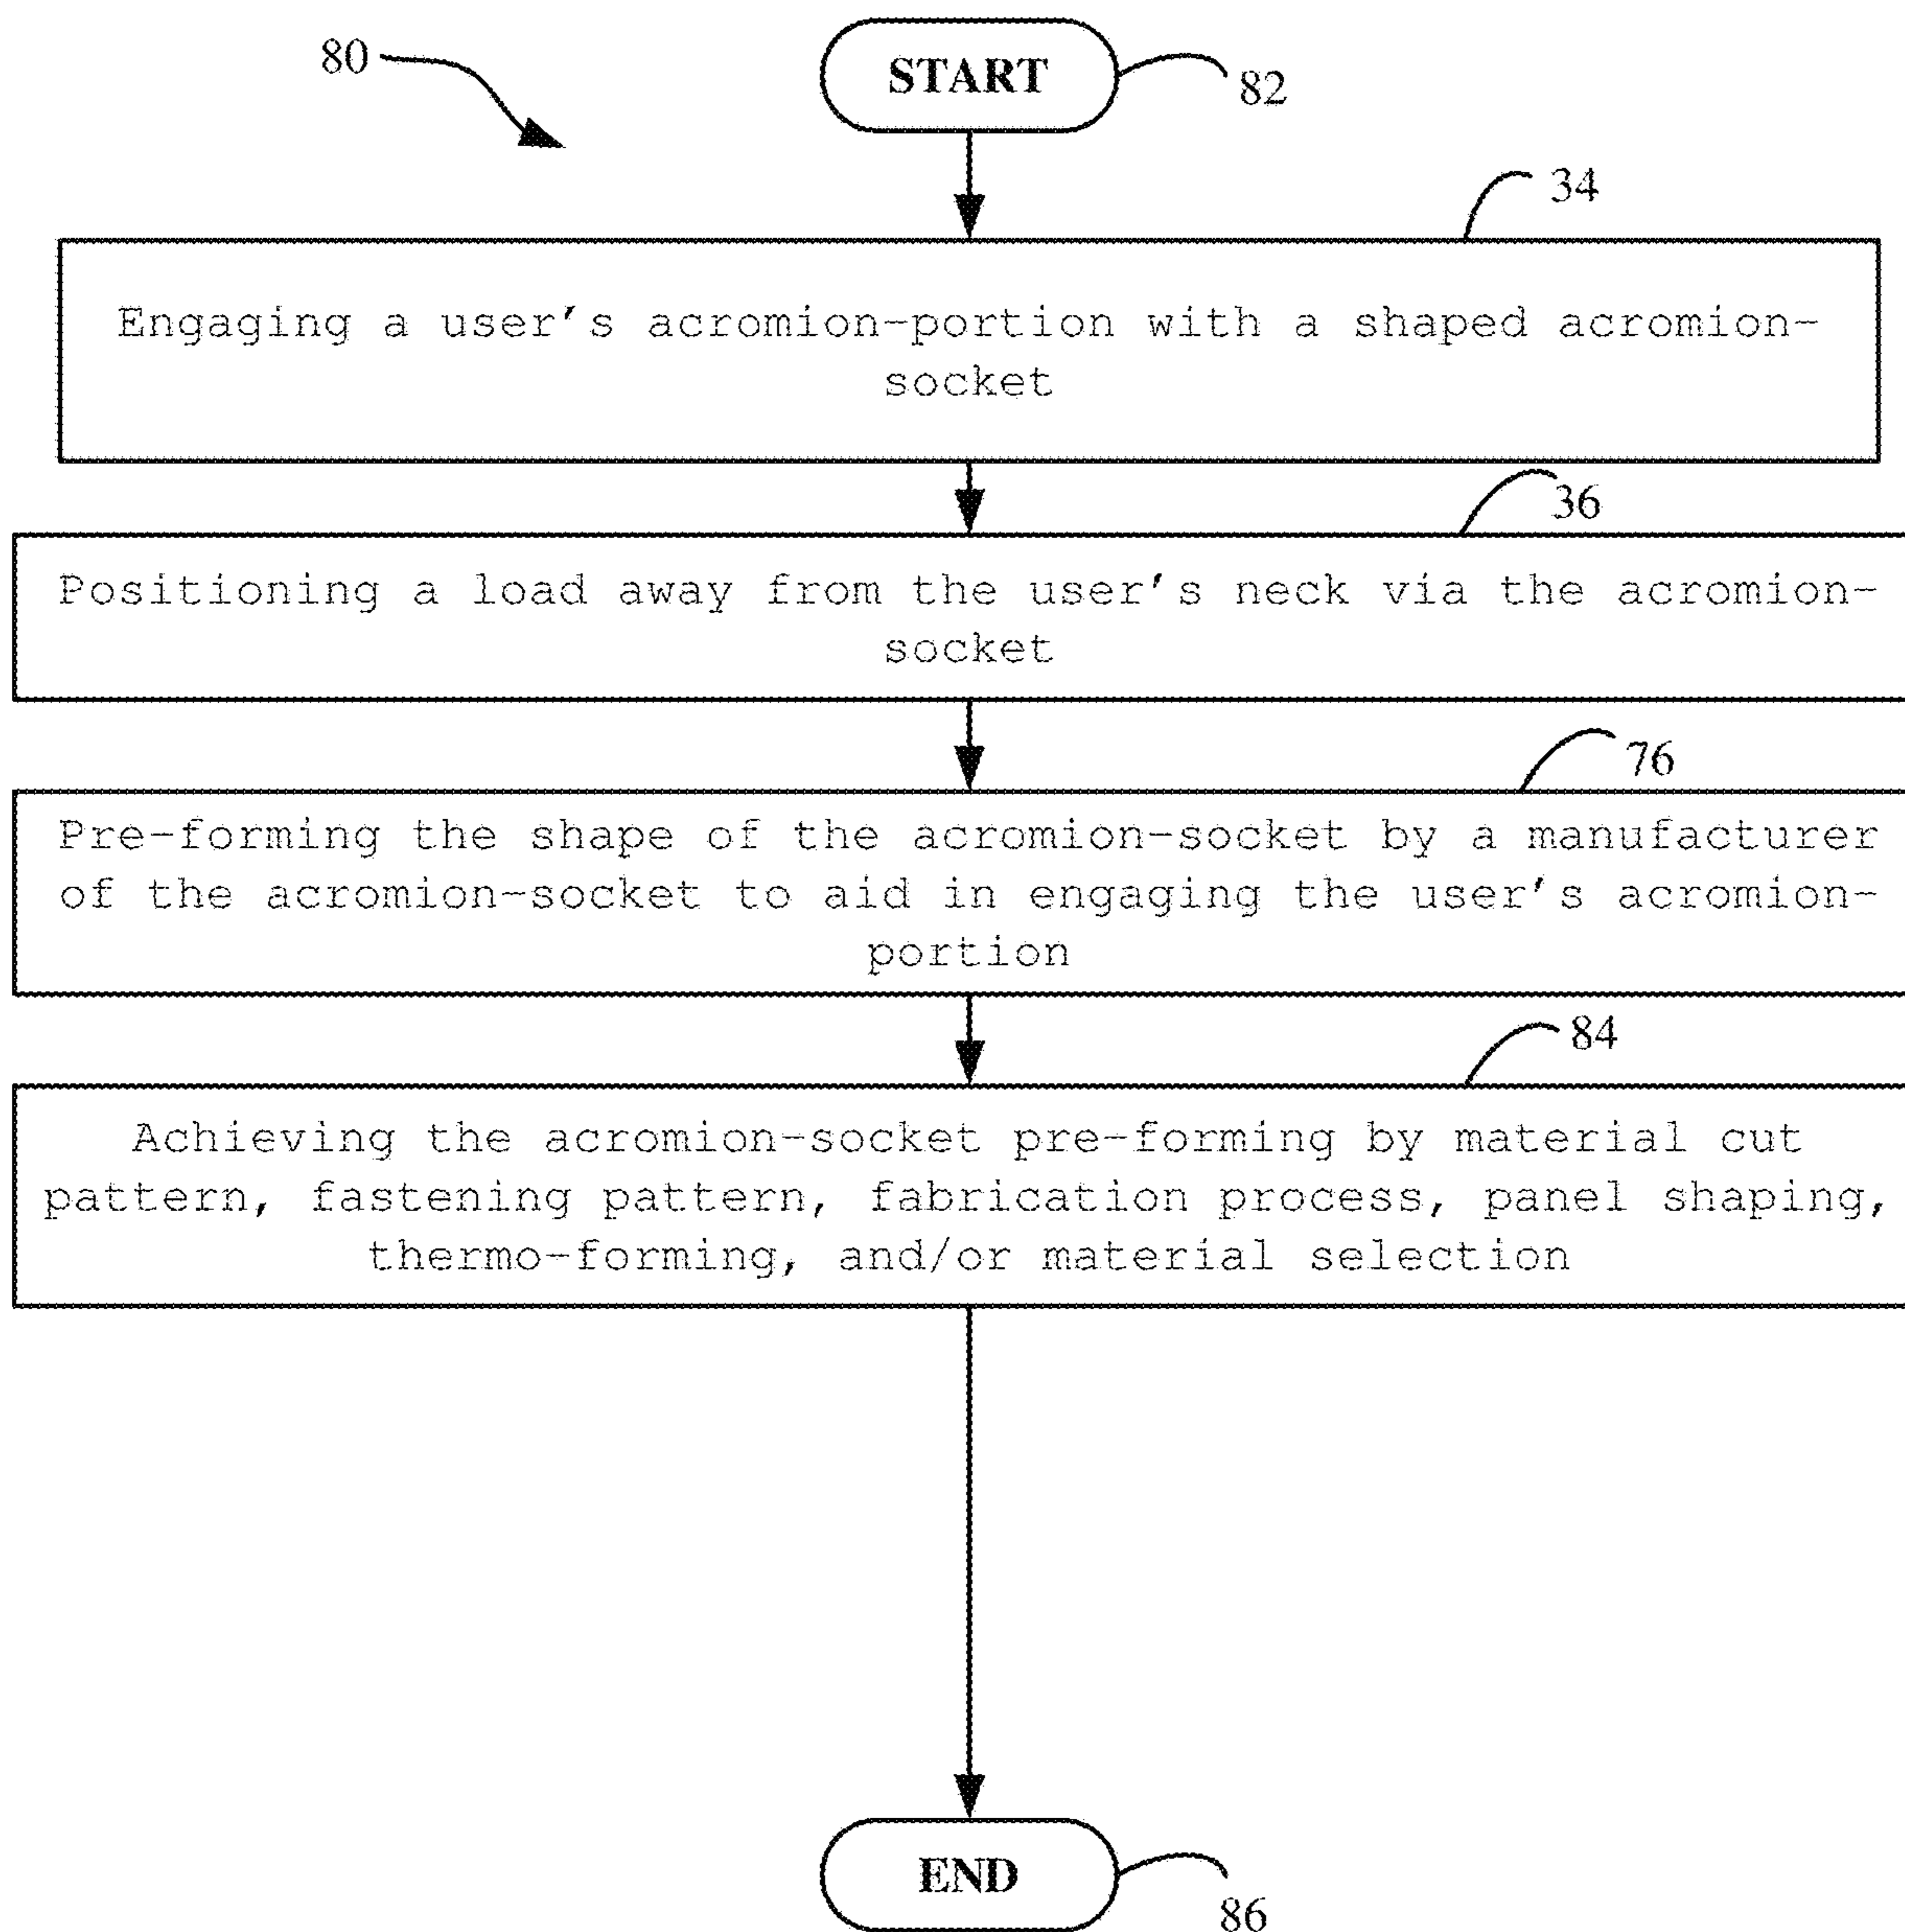 80
START
82
34
Engaging a user's acromion-portion with a shaped acromion-
socket
36
Positioning a load away from the user's neck via the acromion-
socket
76
Pre-forming the shape of the acromion-socket by a manufacturer
of the acromion-socket to aid in engaging the user's acromion-
portion
84
Achieving the acromion-socket pre-forming by material cut
pattern, fastening pattern, fabrication process, panel shaping,
thermo-forming, and/or material selection
END
86